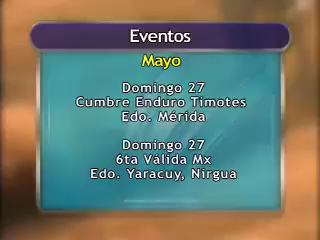 Eventos
Mayo
Domingo 27
Cumbre Enduro Timotes
Edo. Mérida
Domingo 27
6ta Válida Mx
Edo. Yaracuy, Nirgua